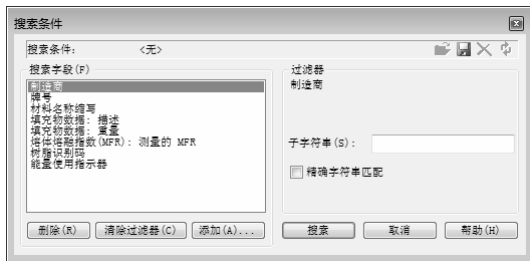 搜索条件
搜索条件: <无>
搜索字段(F)
制造商
牌号
材料名称缩写
填充物数据: 描述
填充物数据: 重量
熔体熔融指数(MFR): 测量的 MFR
树脂识别码
能量使用指示器
删除(R) 清除过滤器(C) 添加(A)...
过滤器
制造商
子字符串(S):
精确字符串匹配
搜索 取消 帮助(H)